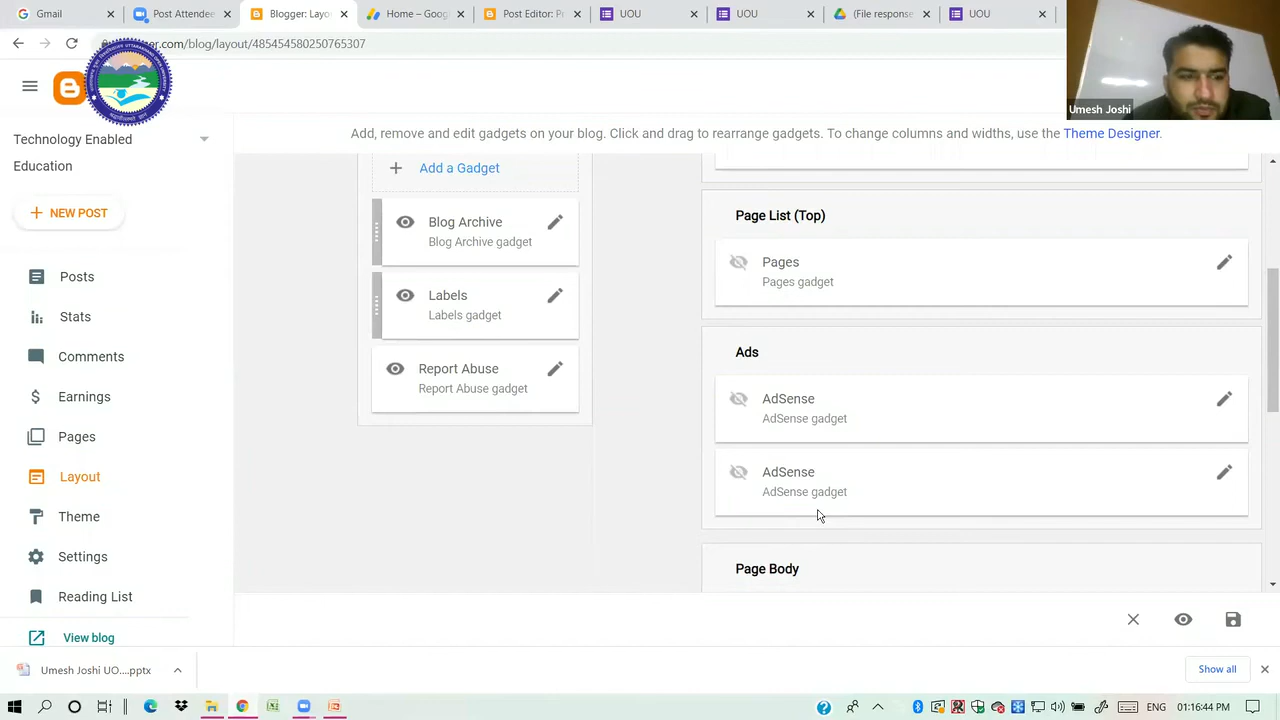 Gmail
Post Attendee
Blogger: Layo
Home – Goog
Post Editor: Pr
UOU
UOU
(File response
UOU
er.com/blog/layout/485454580250765307
Umesh Joshi
Technology Enabled
Education
Add, remove and edit gadgets on your blog. Click and drag to rearrange gadgets. To change columns and widths, use the Theme Designer.
NEW POST
Posts
Stats
Comments
Earnings
Pages
Layout
Theme
Settings
Reading List
View blog
Add a Gadget
Blog Archive
Blog Archive gadget
Labels
Labels gadget
Report Abuse
Report Abuse gadget
Page List (Top)
Pages
Pages gadget
Ads
AdSense
AdSense gadget
AdSense
AdSense gadget
Page Body
Umesh Joshi UO....pptx
Show all
ENG
01:16:44 PM